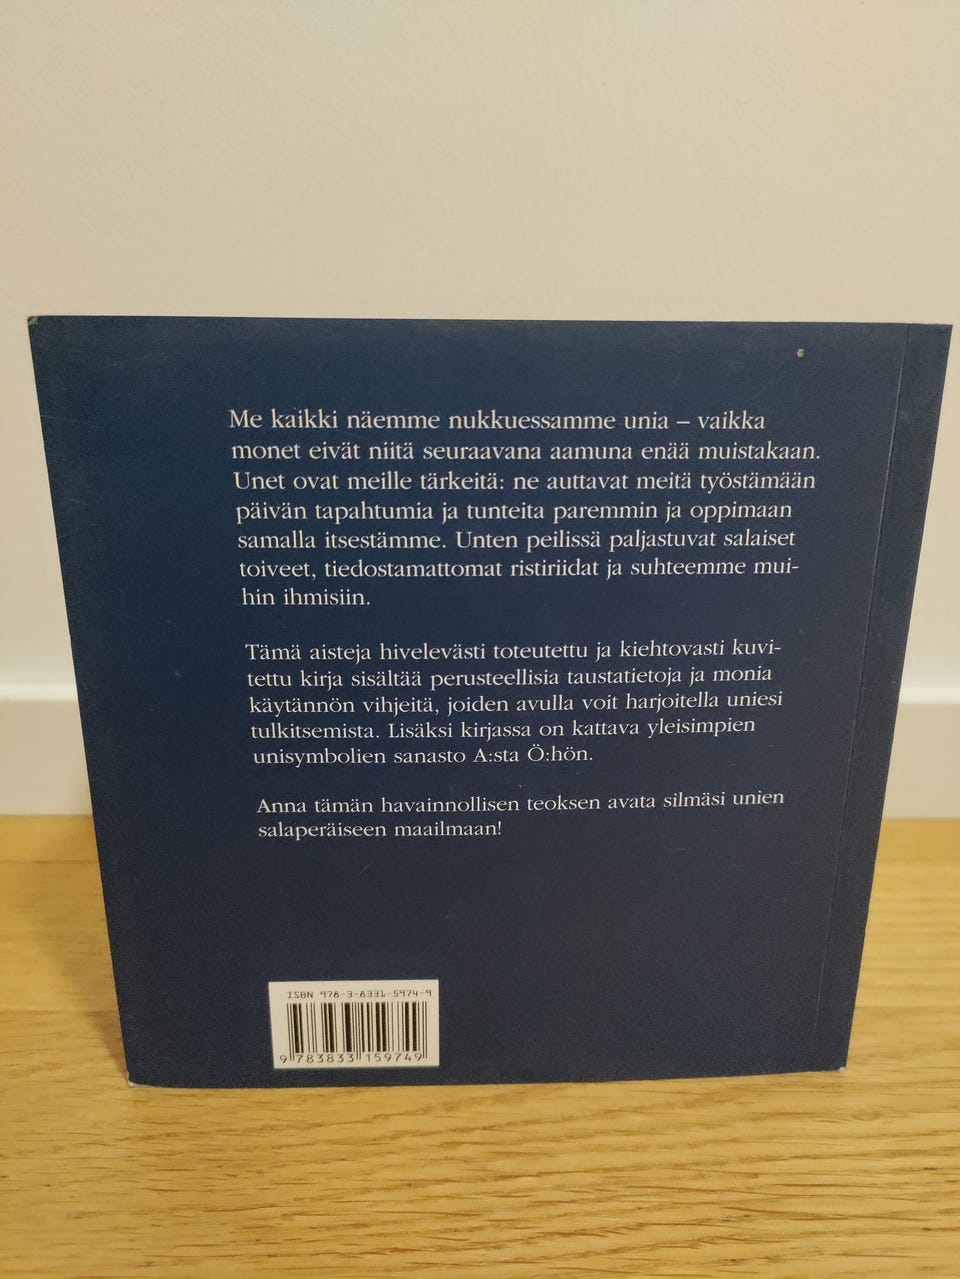 Me kaikki näemme nukkuessamme unia – vaikka
monet eivät niitä seuraavana aamuna enää muistakaan.
Unet ovat meille tärkeitä: ne auttavat meitä työstämään
päivän tapahtumia ja tunteita paremmin ja oppimaan
samalla itsestämme. Unten peilissä paljastuvat salaiset
toiveet, tiedostamattomat ristiriidat ja suhteemme mui-
hin ihmisiin.
Tämä aisteja hivelevästi toteutettu ja kiehtovasti kuvi-
tettu kirja sisältää perusteellisia taustatietoja ja monia
käytännön vihjeitä, joiden avulla voit harjoitella uniesi
tulkitsemista. Lisäksi kirjassa on kattava yleisimpien
unisymbolien sanasto A:sta Ö:hön.
Anna tämän havainnollisen teoksen avata silmäsi unien
salaperäiseen maailmaan!
ISBN 978-3-8331-5974-9
9 783833 159749